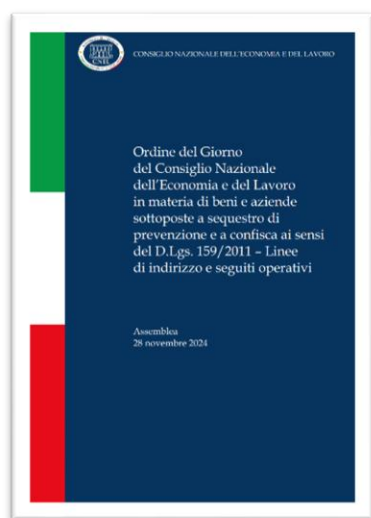 CNEL
CONSIGLIO NAZIONALE DELL'ECONOMIA E DEL LAVORO
Ordine del Giorno
del Consiglio Nazionale
dell'Economia e del Lavoro
in materia di beni e aziende
sottoposte a sequestro di
prevenzione e a confisca ai sensi
del D.Lgs. 159/2011 – Linee
di indirizzo e seguiti operativi
Assemblea
28 novembre 2024